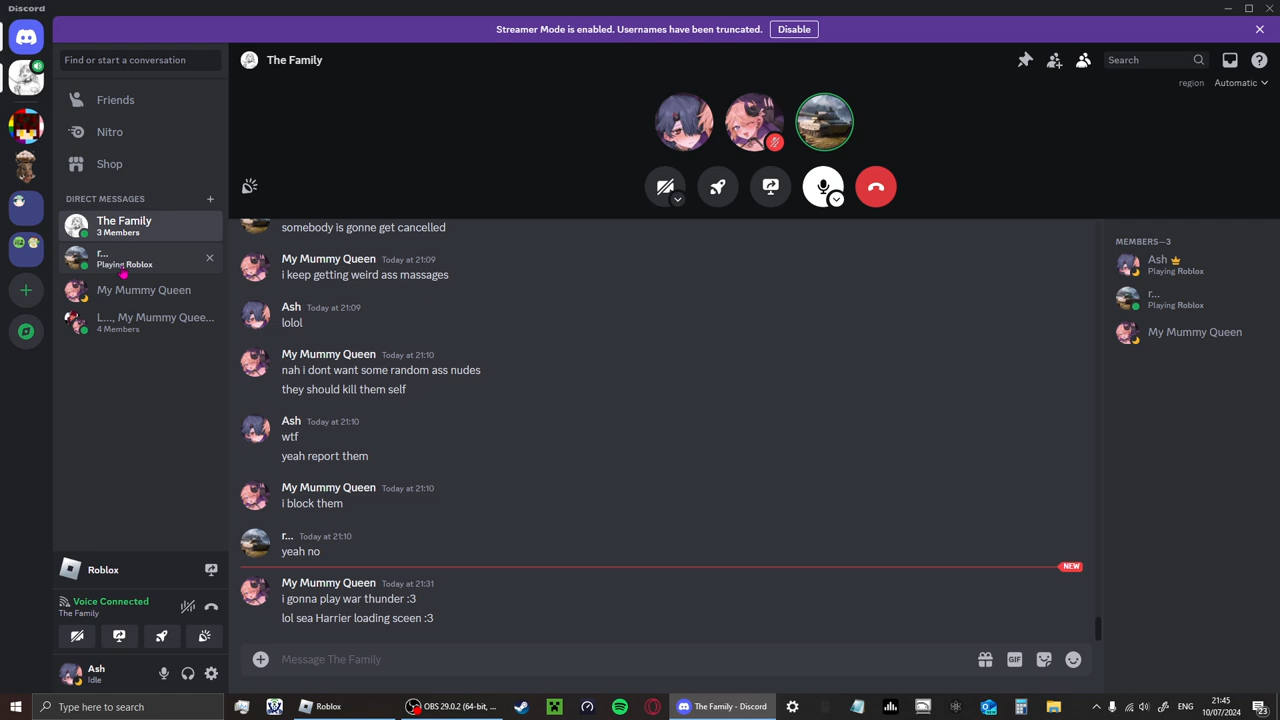 Discord
Streamer Mode is enabled. Usernames have been truncated.
Disable
Find or start a conversation
The Family
Search
region
Automatic
Friends
Nitro
Shop
DIRECT MESSAGES
The Family
3 Members
r...
Playing Roblox
My Mummy Queen
L..., My Mummy Quee...
4 Members
somebody is gonne get cancelled
My Mummy Queen Today at 21:09
i keep getting weird ass massages
Ash Today at 21:09
lolol
My Mummy Queen Today at 21:10
nah i dont want some random ass nudes
they should kill them self
Ash Today at 21:10
wtf
yeah report them
My Mummy Queen Today at 21:10
i block them
r... Today at 21:10
yeah no
NEW
My Mummy Queen Today at 21:31
i gonna play war thunder :3
lol sea Harrier loading sceen :3
Message The Family
GIF
MEMBERS—3
Ash
Playing Roblox
r...
Playing Roblox
My Mummy Queen
Roblox
Voice Connected
The Family
Ash
Idle
Type here to search
Roblox
OBS 29.0.2 (64-bit, ...
The Family - Discord
ENG
21:45
10/07/2024